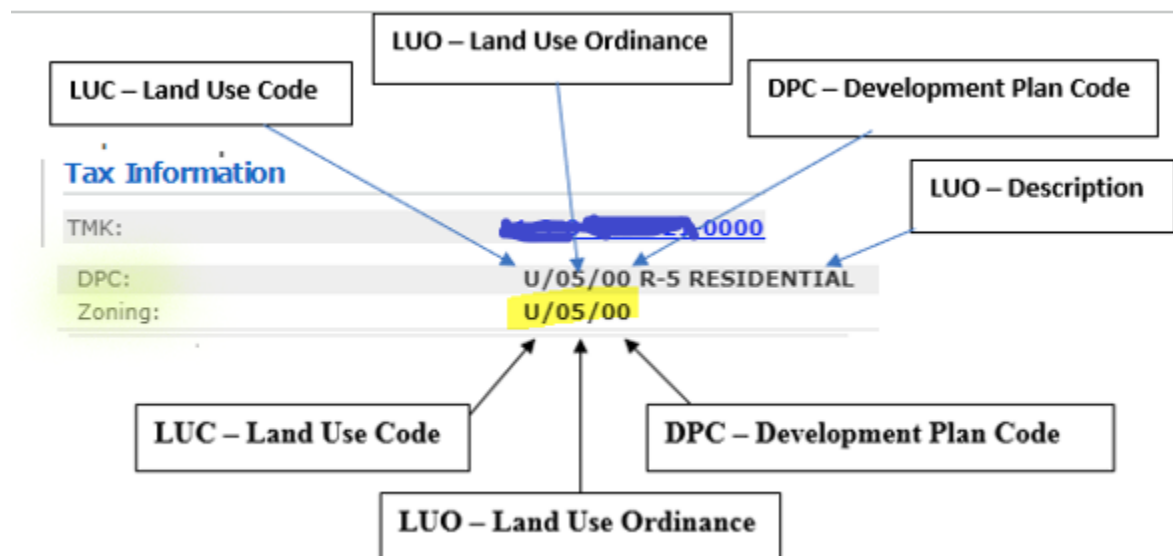 LUO – Land Use Ordinance
LUC – Land Use Code
DPC – Development Plan Code
Tax Information
LUO – Description
TMK: 0000
DPC: U/05/00 R-5 RESIDENTIAL
Zoning: U/05/00
LUC – Land Use Code
DPC – Development Plan Code
LUO – Land Use Ordinance